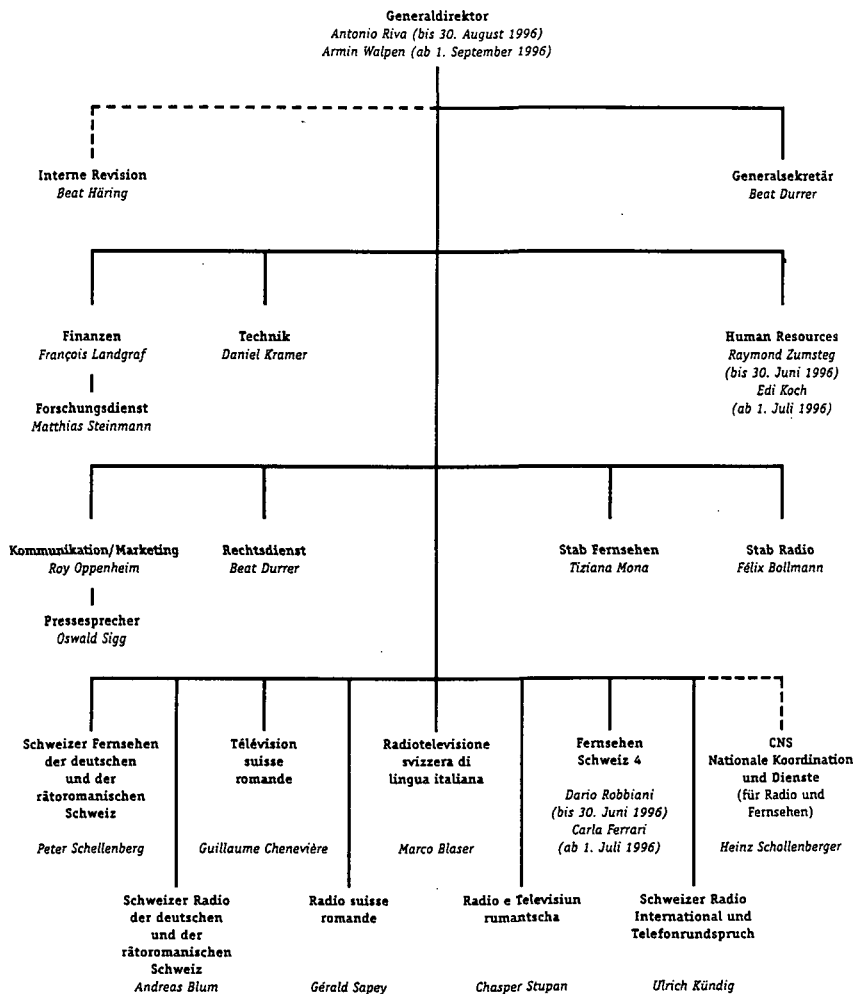 Generaldirektor
Antonio Riva (bis 30. August 1996)
Armin Walpen (ab 1. September 1996)
Interne Revision
Beat Häring
Generalsekretär
Beat Durrer
Finanzen
François Landgraf
Forschungsdienst
Matthias Steinmann
Technik
Daniel Kramer
Human Resources
Raymond Zumsteg
(bis 30. Juni 1996)
Edi Koch
(ab 1. Juli 1996)
Kommunikation/Marketing
Roy Oppenheim
Pressesprecher
Oswald Sigg
Rechtsdienst
Beat Durrer
Stab Fernsehen
Tiziana Mona
Stab Radio
Félix Bollmann
Schweizer Fernsehen
der deutschen
und der
rätoromanischen
Schweiz
Peter Schellenberg
Télévision
suisse
romande
Guillaume Chenevière
Radiotelevisione
svizzera di
lingua italiana
Marco Blaser
Fernsehen
Schweiz 4
Dario Robbiani
(bis 30. Juni 1996)
Carla Ferrari
(ab 1. Juli 1996)
CNS
Nationale Koordination
und Dienste
(für Radio und
Fernsehen)
Heinz Schollenberger
Schweizer Radio
der deutschen
und der
rätoromanischen
Schweiz
Andreas Blum
Radio suisse
romande
Gérald Sapey
Radio e Televisiun
rumantscha
Chasper Stupan
Schweizer Radio
International und
Telefonrundspruch
Ulrich Kündig